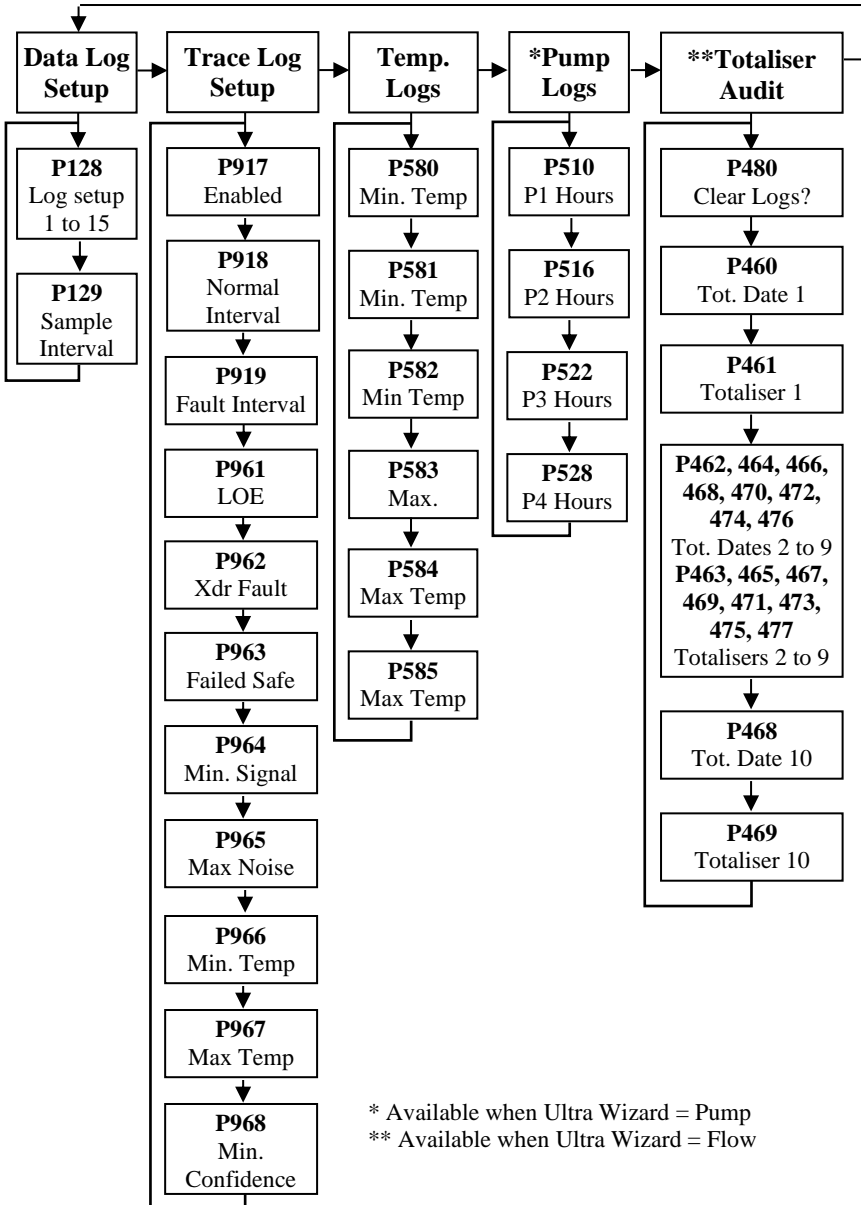 Data Log
Setup
Trace Log
Setup
Temp.
Logs
*Pump
Logs
**Totaliser
Audit
P128
Log setup
1 to 15
P129
Sample
Interval
P917
Enabled
P918
Normal
Interval
P919
Fault Interval
P961
LOE
P962
Xdr Fault
P963
Failed Safe
P964
Min. Signal
P965
Max Noise
P966
Min. Temp
P967
Max Temp
P968
Min.
Confidence
P580
Min. Temp
P581
Min. Temp
P582
Min Temp
P583
Max.
P584
Max Temp
P585
Max Temp
P510
P1 Hours
P516
P2 Hours
P522
P3 Hours
P528
P4 Hours
P480
Clear Logs?
P460
Tot. Date 1
P461
Totaliser 1
P462, 464, 466,
468, 470, 472,
474, 476
Tot. Dates 2 to 9
P463, 465, 467,
469, 471, 473,
475, 477
Totalisers 2 to 9
P468
Tot. Date 10
P469
Totaliser 10
* Available when Ultra Wizard = Pump
** Available when Ultra Wizard = Flow